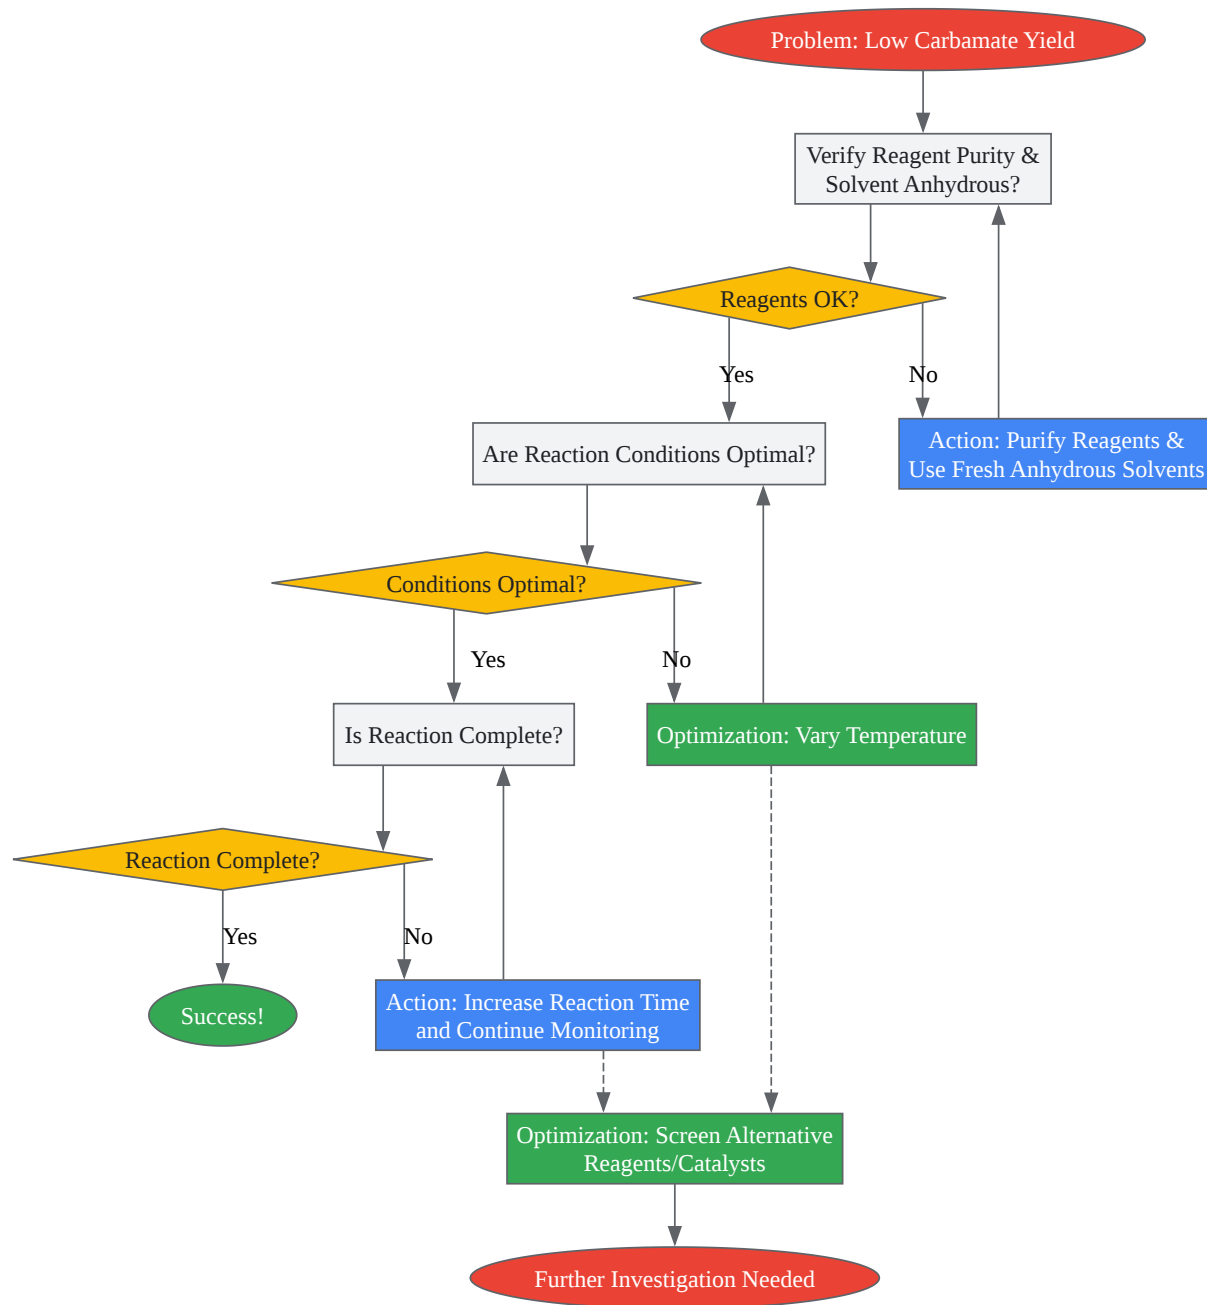 Problem: Low Carbamate Yield
Verify Reagent Purity &
Solvent Anhydrous?
Reagents OK?
Yes
No
Are Reaction Conditions Optimal?
Action: Purify Reagents &
Use Fresh Anhydrous Solvents
Conditions Optimal?
Yes
No
Is Reaction Complete?
Optimization: Vary Temperature
Reaction Complete?
Yes
No
Success!
Action: Increase Reaction Time
and Continue Monitoring
Optimization: Screen Alternative
Reagents/Catalysts
Further Investigation Needed